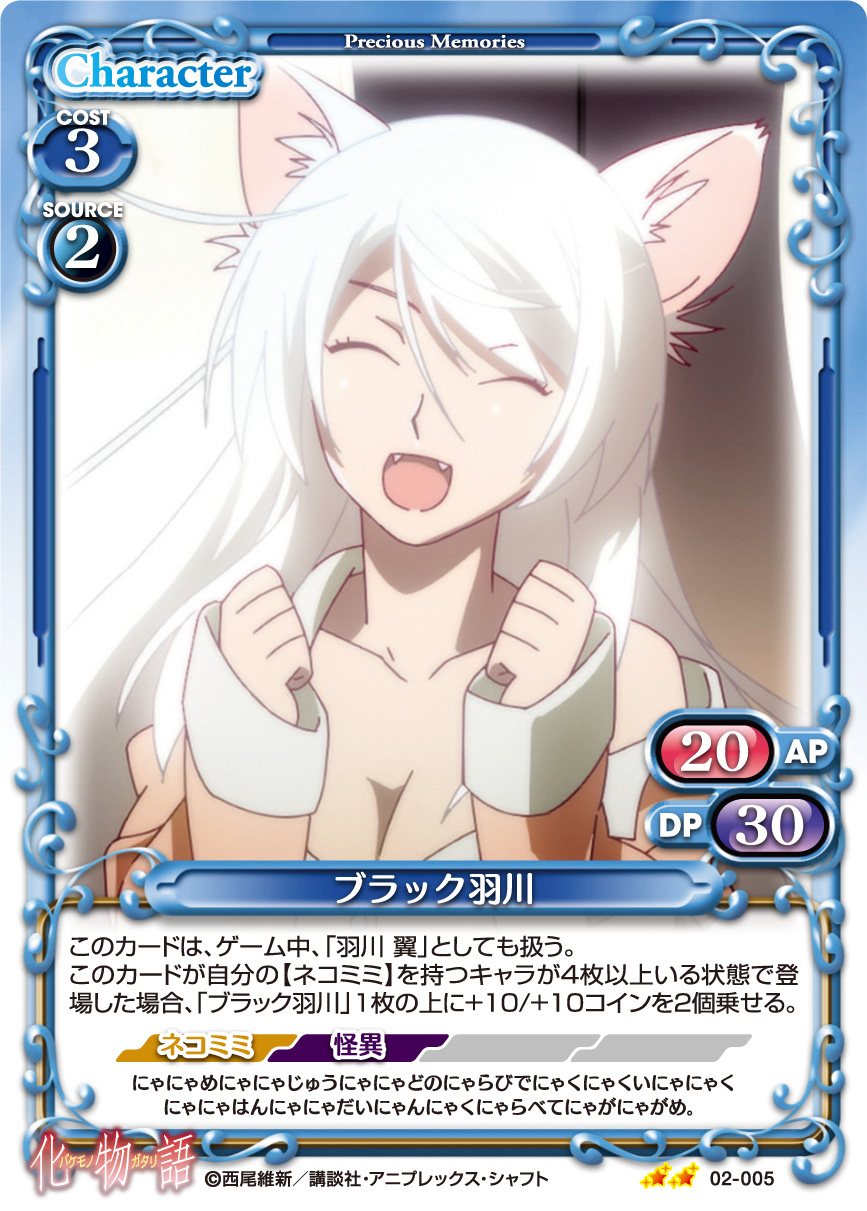 Precious Memories
Character
COST
3
SOURCE
2
20 AP
DP 30
ブラック羽川
このカードは、ゲーム中、「羽川 翼」としても扱う。
このカードが自分の【ネコミミ】を持つキャラが4枚以上いる状態で登
場した場合、「ブラック羽川」1枚の上に+10/+10コインを2個乗せる。
ネコミミ 怪異
にゃにゃめにゃにゃじゅうにゃにゃどのにゃらびでにゃくにゃくいにゃにゃく
にゃにゃはんにゃにゃだいにゃんにゃくにゃらべてにゃがにゃがめ。
化物語 バケモノガタリ
©西尾維新/講談社・アニプレックス・シャフト
02-005